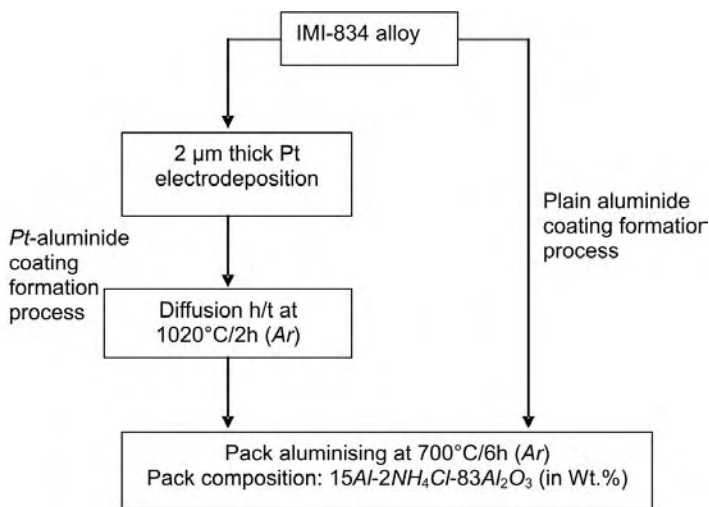 IMI-834 alloy
2 µm thick Pt
electrodeposition
Plain aluminide
coating formation
process
Pt-aluminide
coating
formation
process
Diffusion h/t at
1020°C/2h (Ar)
Pack aluminising at 700°C/6h (Ar)
Pack composition: 15Al-2NH₄Cl-83Al₂O₃ (in Wt.%)